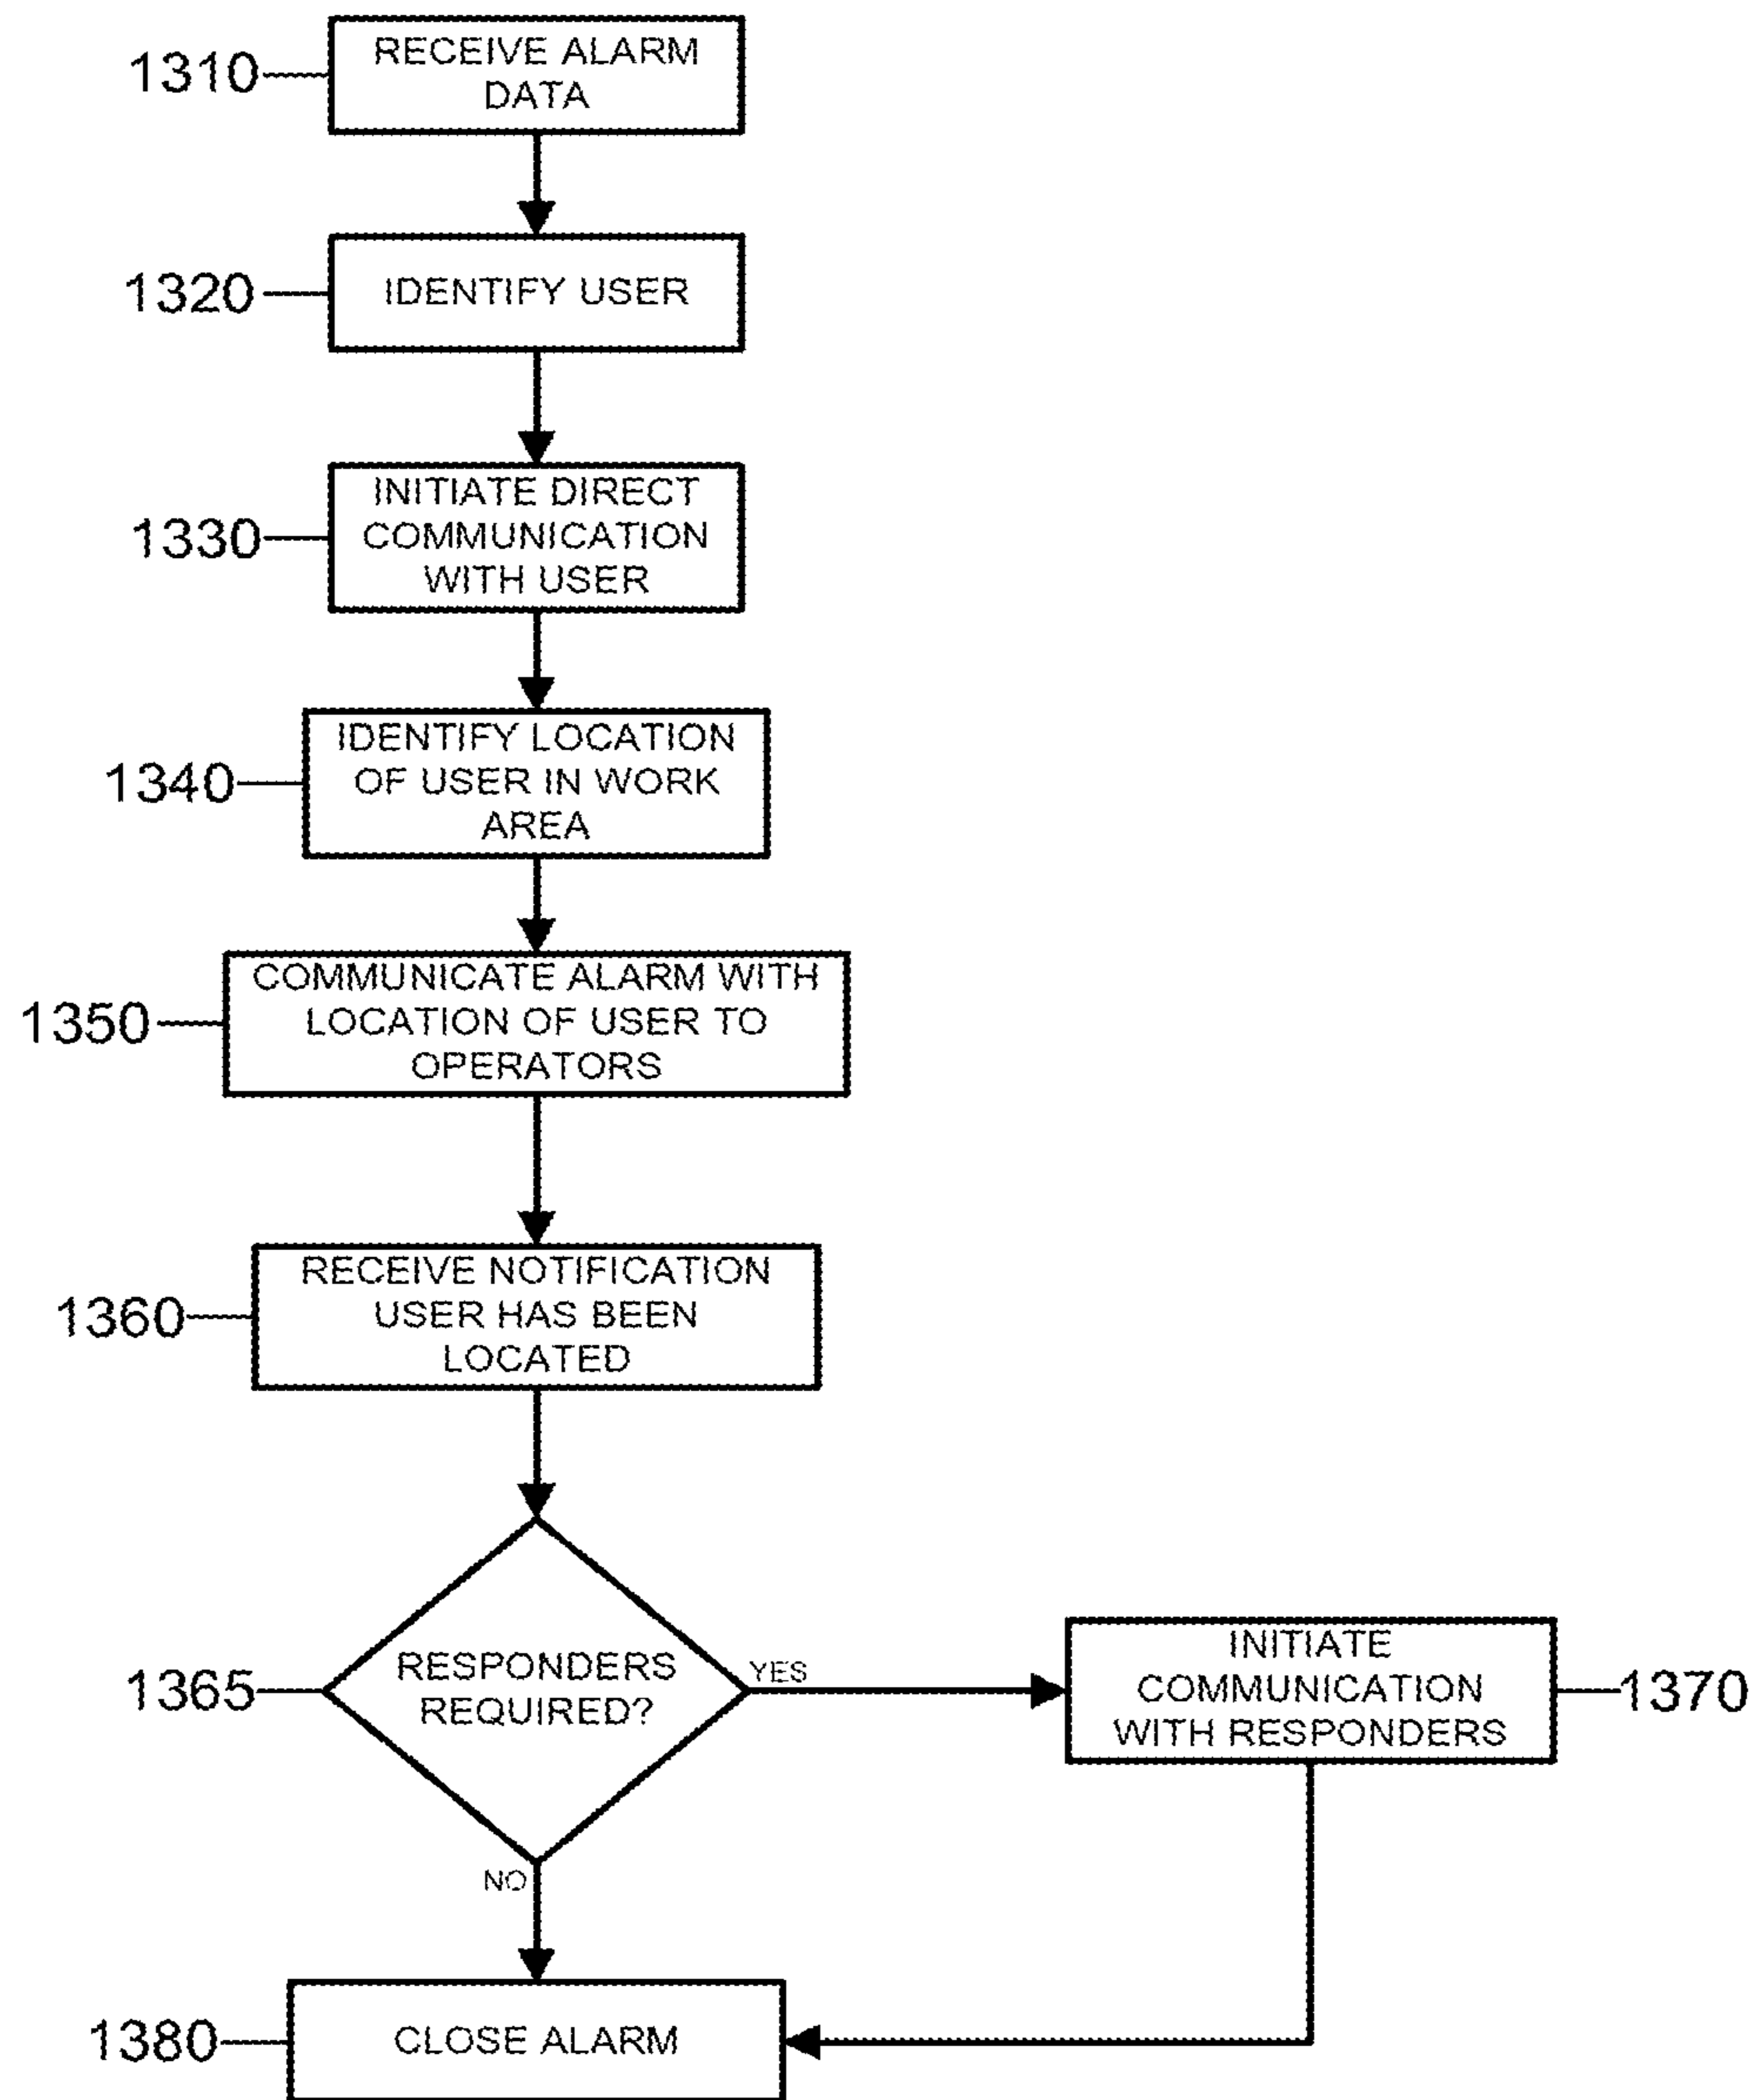 1310
RECEIVE ALARM
DATA
1320
IDENTIFY USER
1330
INITIATE DIRECT
COMMUNICATION
WITH USER
1340
IDENTIFY LOCATION
OF USER IN WORK
AREA
1350
COMMUNICATE ALARM WITH
LOCATION OF USER TO
OPERATORS
1360
RECEIVE NOTIFICATION
USER HAS BEEN
LOCATED
1365
RESPONDERS
REQUIRED?
YES
INITIATE
COMMUNICATION
WITH RESPONDERS
1370
NO
1380
CLOSE ALARM